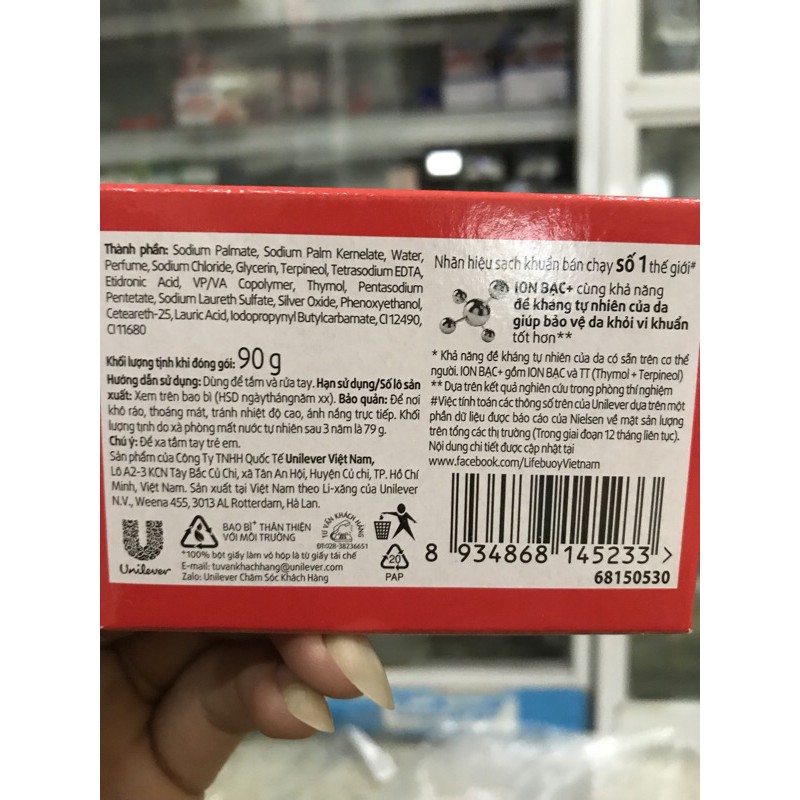 Thành phần: Sodium Palmate, Sodium Palm Kernelate, Water,
Perfume, Sodium Chloride, Glycerin, Terpineol, Tetrasodium EDTA,
Etidronic Acid, VP/VA Copolymer, Thymol, Pentasodium
Pentetate, Sodium Laureth Sulfate, Silver Oxide, Phenoxyethanol,
Ceteareth-25, Lauric Acid, Iodopropynyl Butylcarbamate, CI 12490,
CI 11680
Khối lượng tịnh khi đóng gói: 90 g
Hướng dẫn sử dụng: Dùng để tắm và rửa tay. Hạn sử dụng/Số lô sản
xuất: Xem trên bao bì (HSD ngàythángnăm xx). Bảo quản: Để nơi
khô ráo, thoáng mát, tránh nhiệt độ cao, ánh nắng trực tiếp. Khối
lượng tịnh do xà phòng mất nước tự nhiên sau 3 năm là 79 g.
Chú ý: Để xa tầm tay trẻ em.
Sản phẩm của Công Ty TNHH Quốc Tế Unilever Việt Nam,
Lô A2-3 KCN Tây Bắc Củ Chi, xã Tân An Hội, Huyện Củ chi, TP. Hồ Chí
Minh, Việt Nam. Sản xuất tại Việt Nam theo Li-xăng của Unilever
N.V., Weena 455, 3013 AL Rotterdam, Hà Lan.
Unilever
BAO BÌ+ THÂN THIỆN
VỚI MÔI TRƯỜNG
TƯ VẤN KHÁCH HÀNG
ĐT:028-38236651
*100% bột giấy làm vỏ hộp là từ giấy tái chế
E-mail: tuvankhachhang@unilever.com
Zalo: Unilever Chăm Sóc Khách Hàng
20
PAP
Nhãn hiệu sạch khuẩn bán chạy số 1 thế giới#
ION BẠC+ cùng khả năng
đề kháng tự nhiên của da
giúp bảo vệ da khỏi vi khuẩn
tốt hơn**
* Khả năng đề kháng tự nhiên của da có sẵn trên cơ thể
người. ION BẠC+ gồm ION BẠC và TT (Thymol + Terpineol)
** Dựa trên kết quả nghiên cứu trong phòng thí nghiệm
#Việc tính toán các thông số trên của Unilever dựa trên một
phần dữ liệu được báo cáo của Nielsen về mặt sản lượng
trên tổng các thị trường (Trong giai đoạn 12 tháng liên tục).
Nội dung chi tiết được cập nhật tại
www.facebook.com/LifebuoyVietnam
8 934868 145233 >
68150530